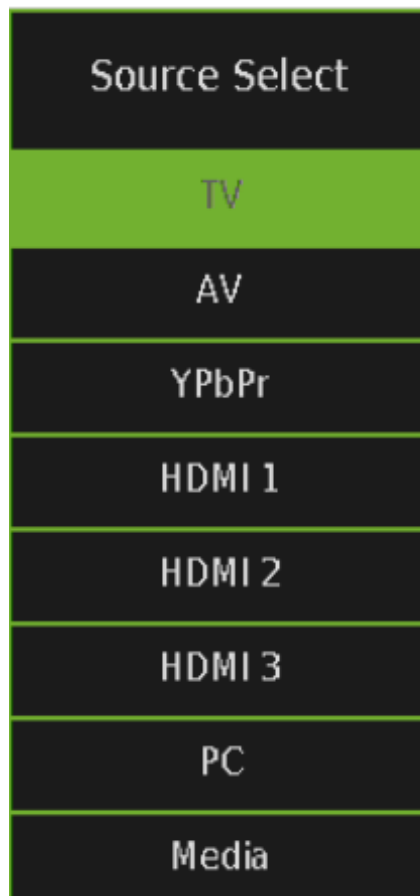 Source Select
TV
AV
YPbPr
HDMI 1
HDMI 2
HDMI 3
PC
Media